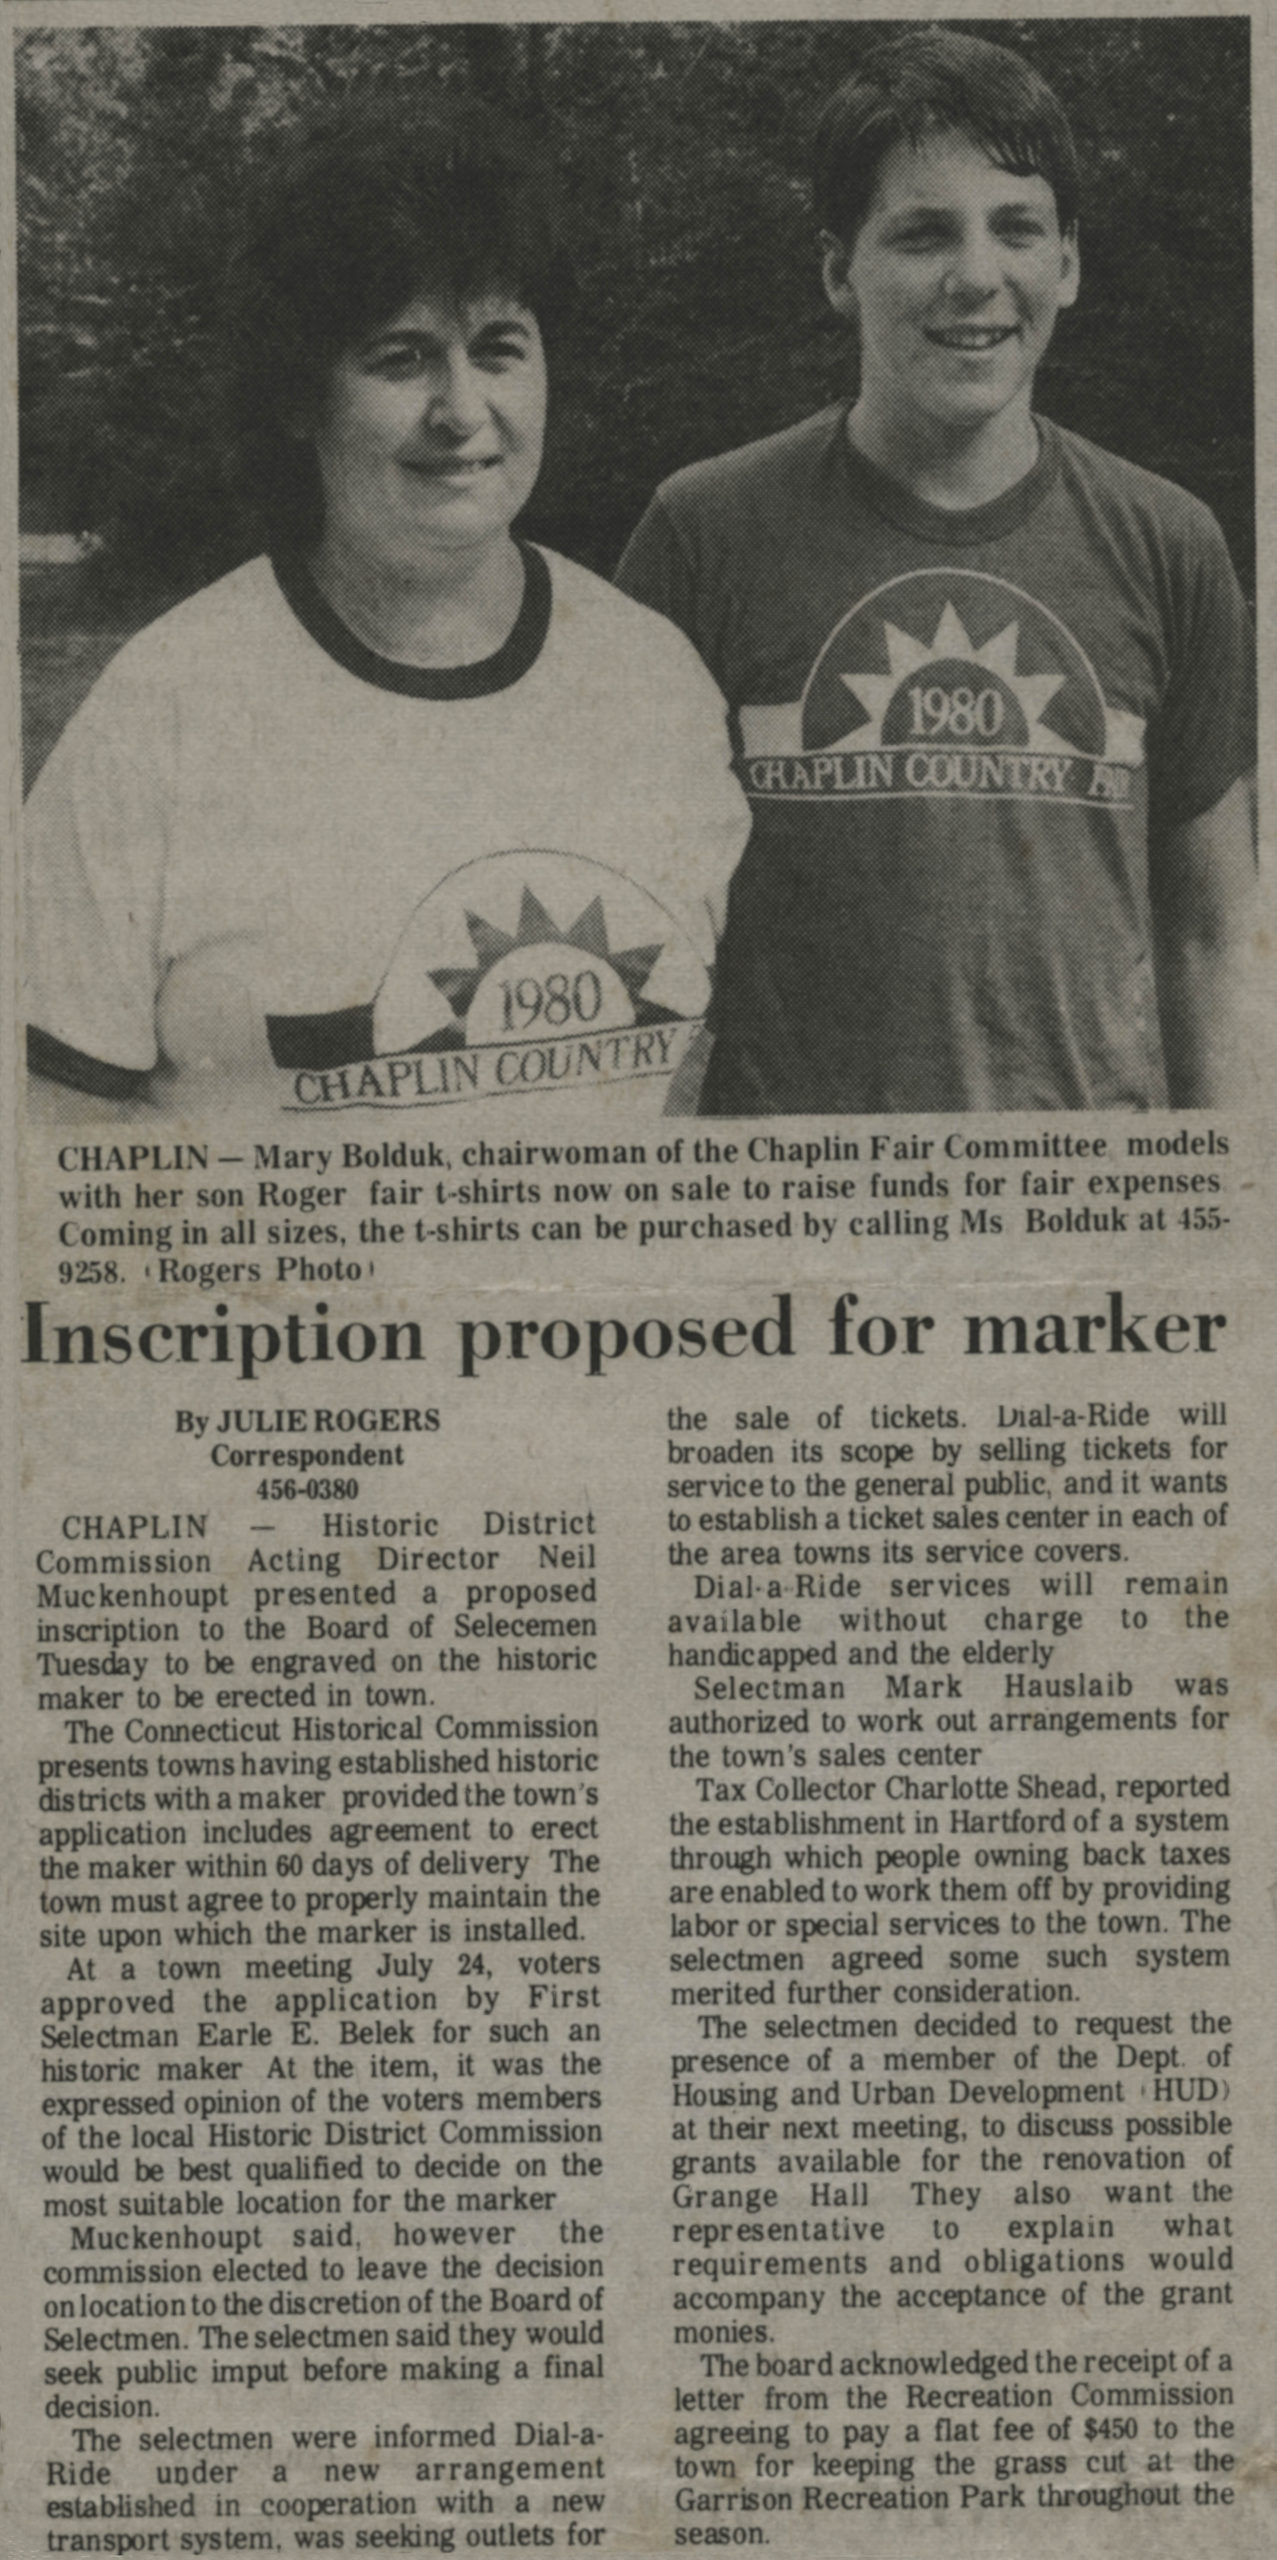 1980
CHAPLIN COUNTRY FAIR
1980
CHAPLIN COUNTRY
CHAPLIN — Mary Bolduk, chairwoman of the Chaplin Fair Committee models
with her son Roger fair t-shirts now on sale to raise funds for fair expenses
Coming in all sizes, the t-shirts can be purchased by calling Ms Bolduk at 455-
9258. (Rogers Photo)
Inscription proposed for marker
By JULIE ROGERS
Correspondent
456-0380
CHAPLIN — Historic District
Commission Acting Director Neil
Muckenhoupt presented a proposed
inscription to the Board of Selecemen
Tuesday to be engraved on the historic
maker to be erected in town.
The Connecticut Historical Commission
presents towns having established historic
districts with a maker provided the town's
application includes agreement to erect
the maker within 60 days of delivery The
town must agree to properly maintain the
site upon which the marker is installed.
At a town meeting July 24, voters
approved the application by First
Selectman Earle E. Belek for such an
historic maker At the item, it was the
expressed opinion of the voters members
of the local Historic District Commission
would be best qualified to decide on the
most suitable location for the marker
Muckenhoupt said, however the
commission elected to leave the decision
on location to the discretion of the Board of
Selectmen. The selectmen said they would
seek public imput before making a final
decision.
The selectmen were informed Dial-a-
Ride under a new arrangement
established in cooperation with a new
transport system, was seeking outlets for
the sale of tickets. Dial-a-Ride will
broaden its scope by selling tickets for
service to the general public, and it wants
to establish a ticket sales center in each of
the area towns its service covers.
Dial-a-Ride services will remain
available without charge to the
handicapped and the elderly
Selectman Mark Hauslaib was
authorized to work out arrangements for
the town's sales center
Tax Collector Charlotte Shead, reported
the establishment in Hartford of a system
through which people owning back taxes
are enabled to work them off by providing
labor or special services to the town. The
selectmen agreed some such system
merited further consideration.
The selectmen decided to request the
presence of a member of the Dept. of
Housing and Urban Development (HUD)
at their next meeting, to discuss possible
grants available for the renovation of
Grange Hall They also want the
representative to explain what
requirements and obligations would
accompany the acceptance of the grant
monies.
The board acknowledged the receipt of a
letter from the Recreation Commission
agreeing to pay a flat fee of $450 to the
town for keeping the grass cut at the
Garrison Recreation Park throughout the
season.